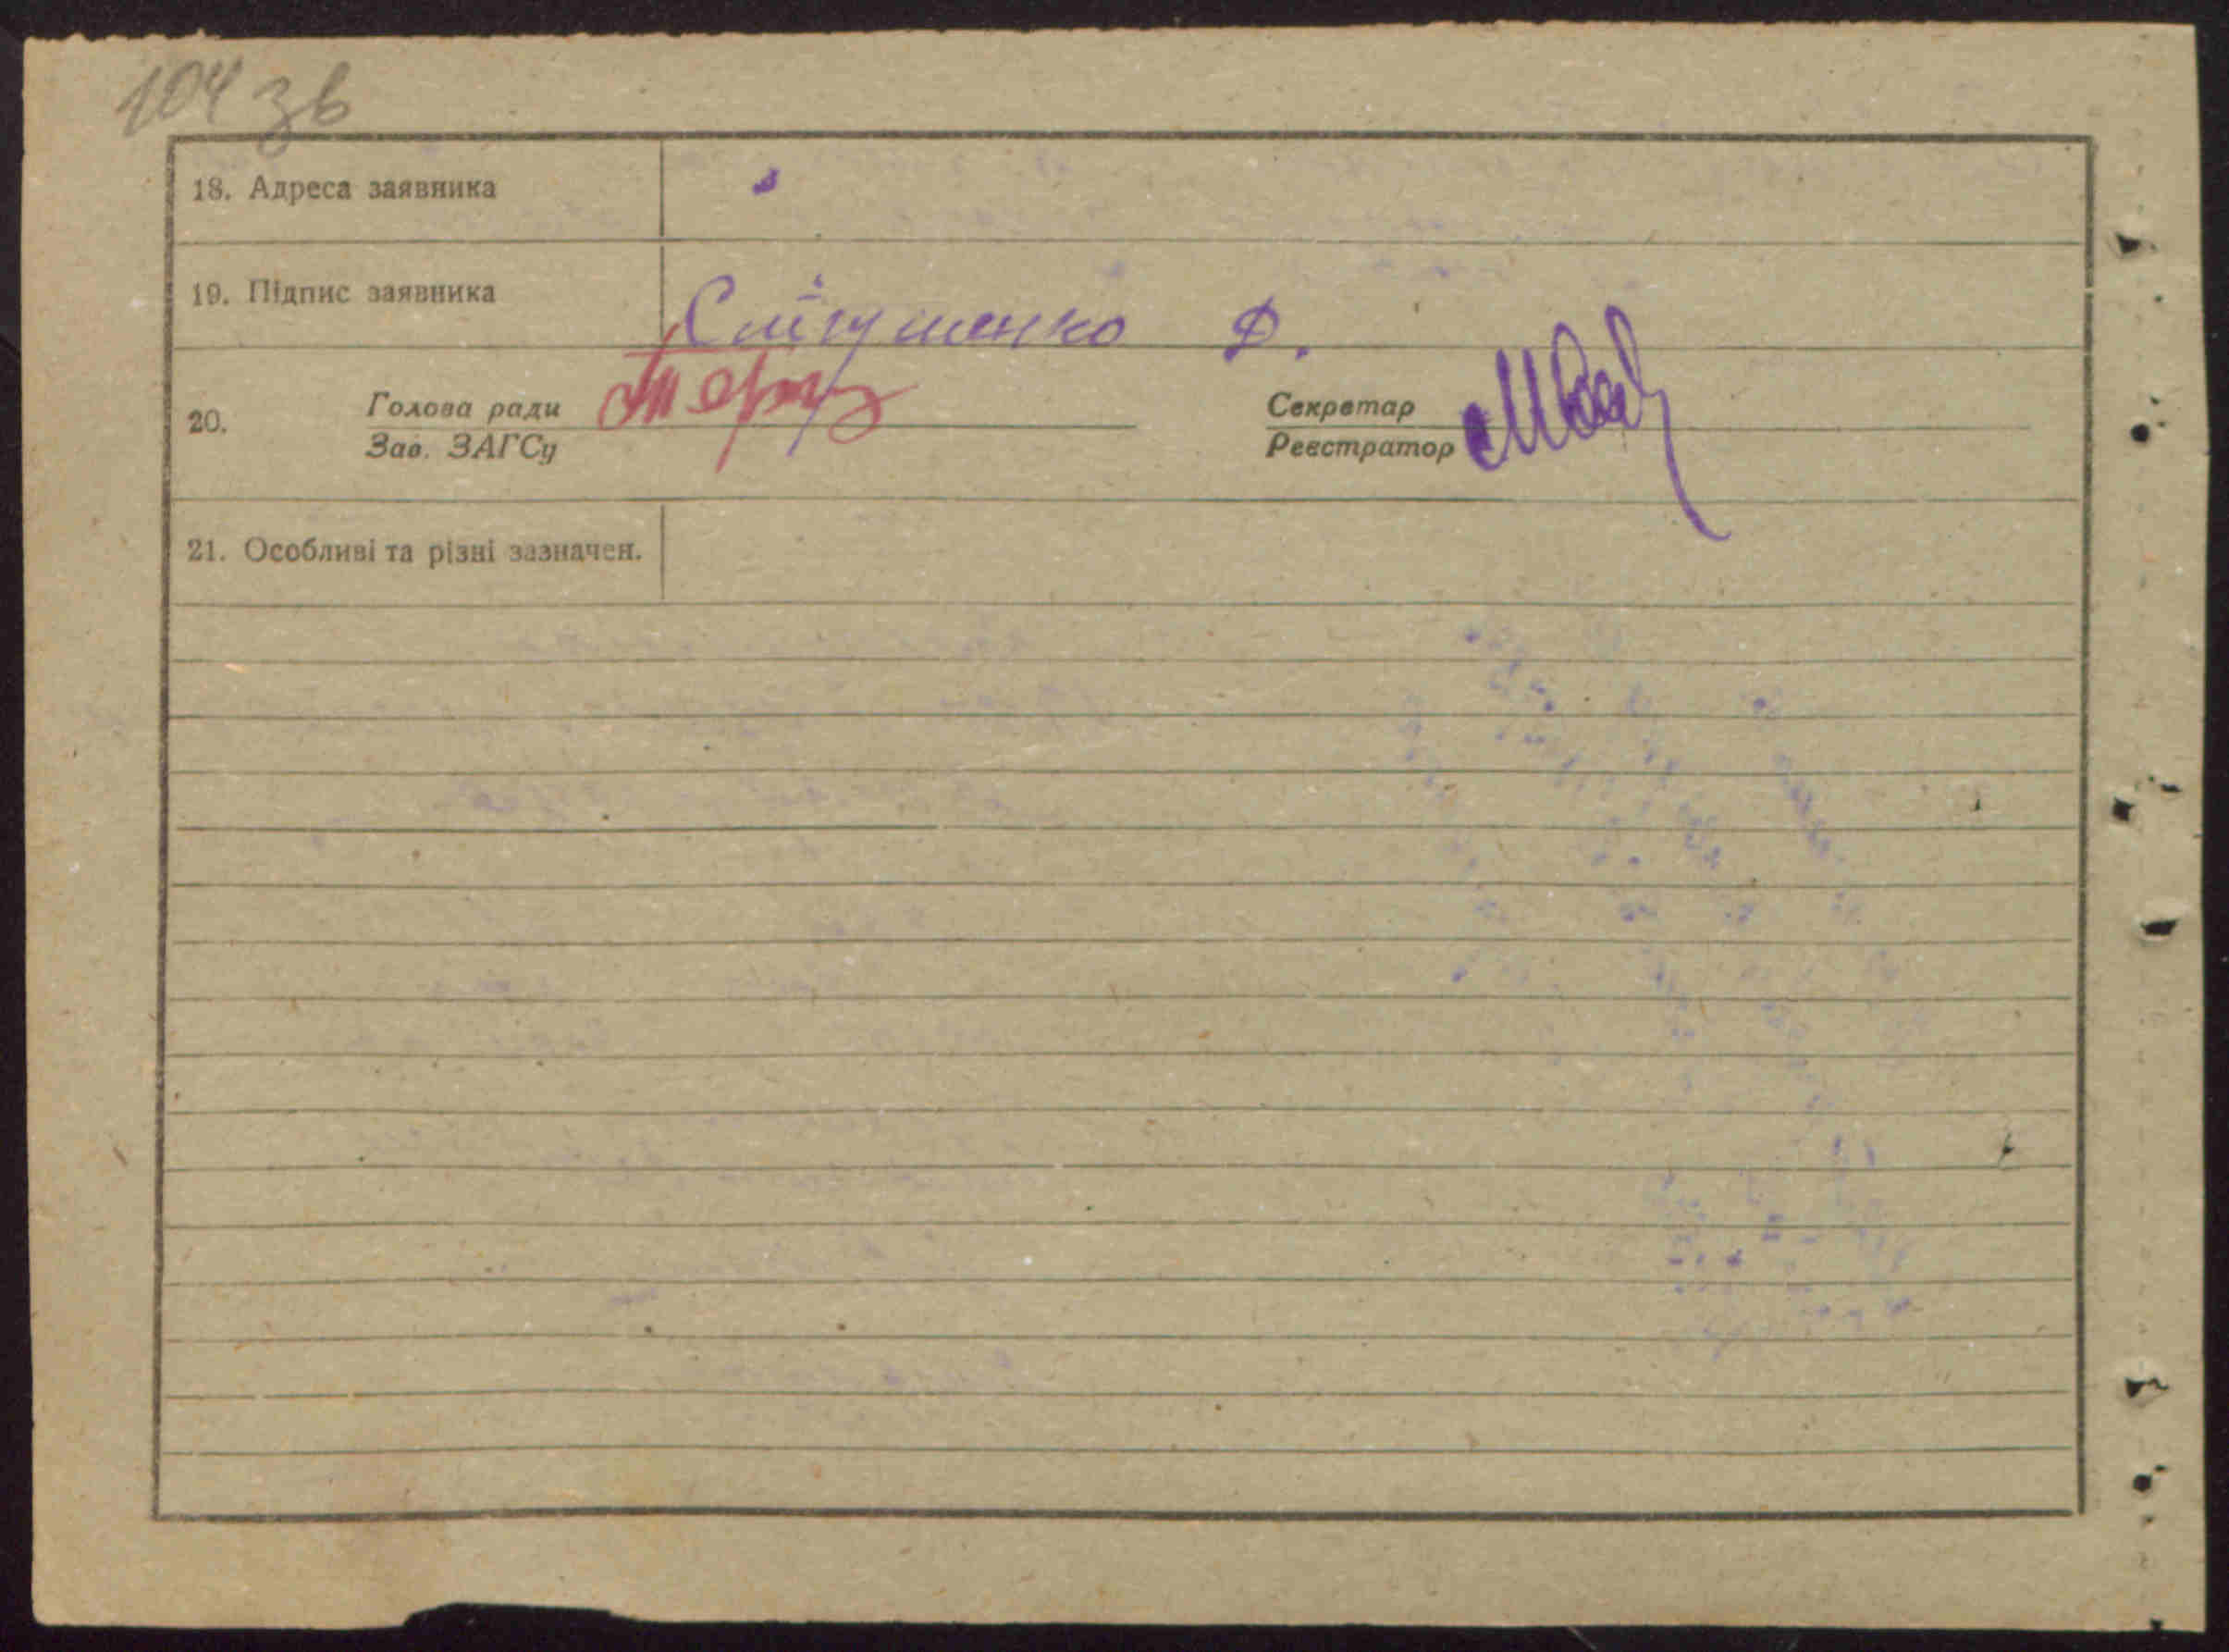 104 зв
18. Адреса заявника
19. Підпис заявника
Д.
20. Голова ради
Зав. ЗАГСу
Секретар
Реєстратор
21. Особливі та різні зазначен.